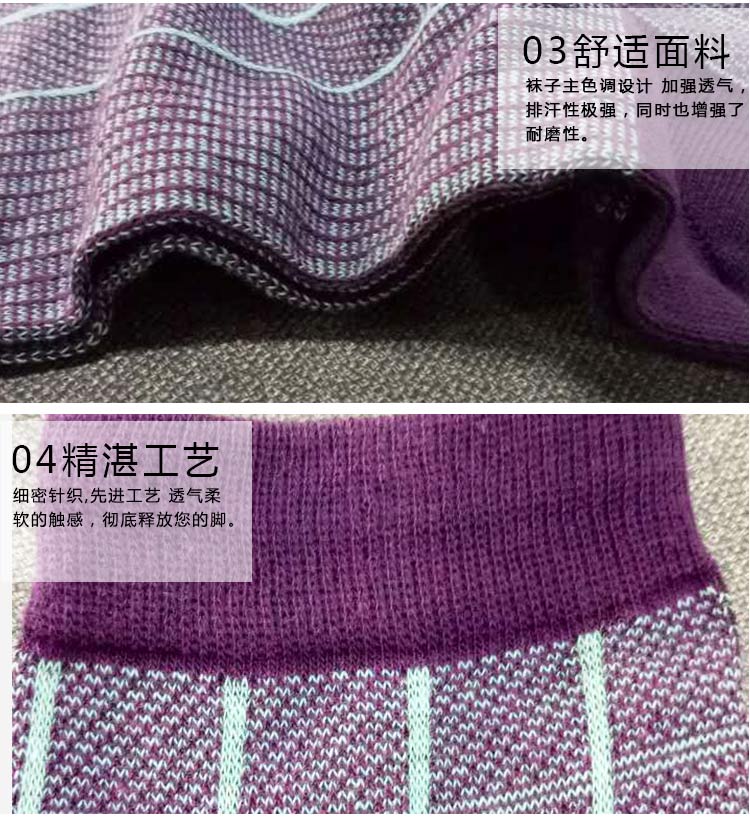 03舒适面料
袜子主色调设计 加强透气，
排汗性极强，同时也增强了
耐磨性。
04精湛工艺
细密针织,先进工艺 透气柔
软的触感，彻底释放您的脚。